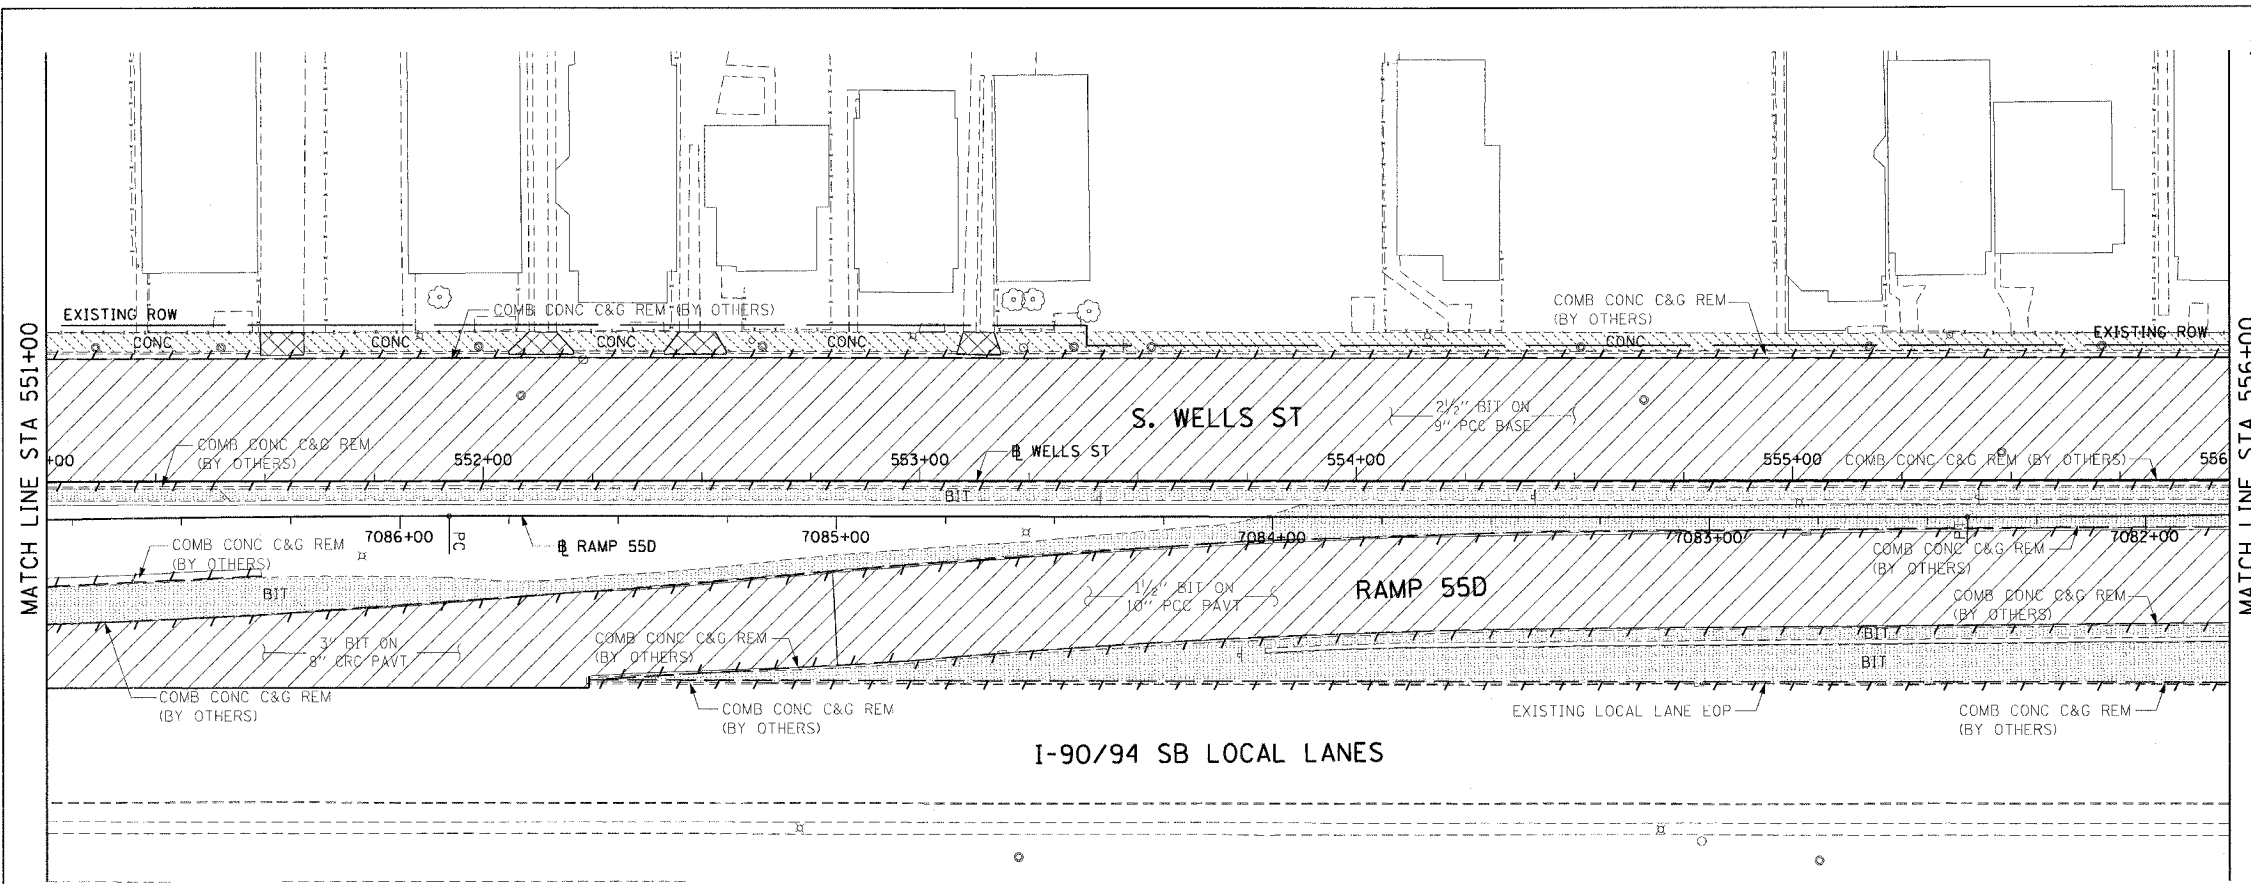 MATCH LINE STA 551+00
EXISTING ROW
COMB CONC C&G REM (BY OTHERS)
COMB CONC C&G REM
(BY OTHERS)
EXISTING ROW
CONC
CONC
CONC
CONC
CONC
S. WELLS ST
2½" BIT ON
9" PCC BASE
COMB CONC C&G REM
(BY OTHERS)
℄ WELLS ST
+00
552+00
553+00
554+00
555+00
COMB CONC C&G REM (BY OTHERS)
556
BIT
7086+00
PC
℄ RAMP 55D
7085+00
7084+00
7083+00
7082+00
COMB CONC C&G REM
(BY OTHERS)
COMB CONC C&G REM
(BY OTHERS)
BIT
1½" BIT ON
10" PCC PAVT
RAMP 55D
COMB CONC C&G REM
(BY OTHERS)
3" BIT ON
8" CRC PAVT
COMB CONC C&G REM
(BY OTHERS)
BIT
BIT
COMB CONC C&G REM
(BY OTHERS)
COMB CONC C&G REM
(BY OTHERS)
EXISTING LOCAL LANE EOP
COMB CONC C&G REM
(BY OTHERS)
I-90/94 SB LOCAL LANES
MATCH LINE STA 556+00